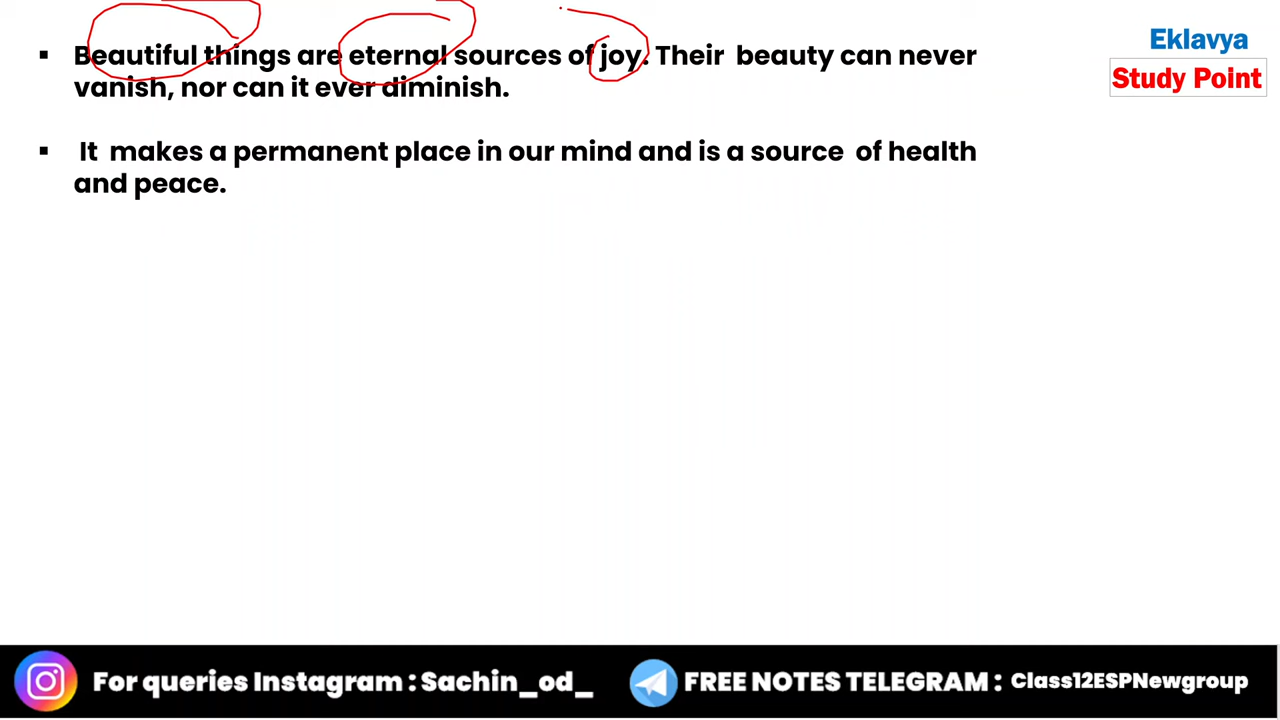 ▪ Beautiful things are eternal sources of joy. Their beauty can never
vanish, nor can it ever diminish.
▪ It makes a permanent place in our mind and is a source of health
and peace.
Eklavya
Study Point
For queries Instagram : Sachin_od_
FREE NOTES TELEGRAM : Class12ESPNewgroup